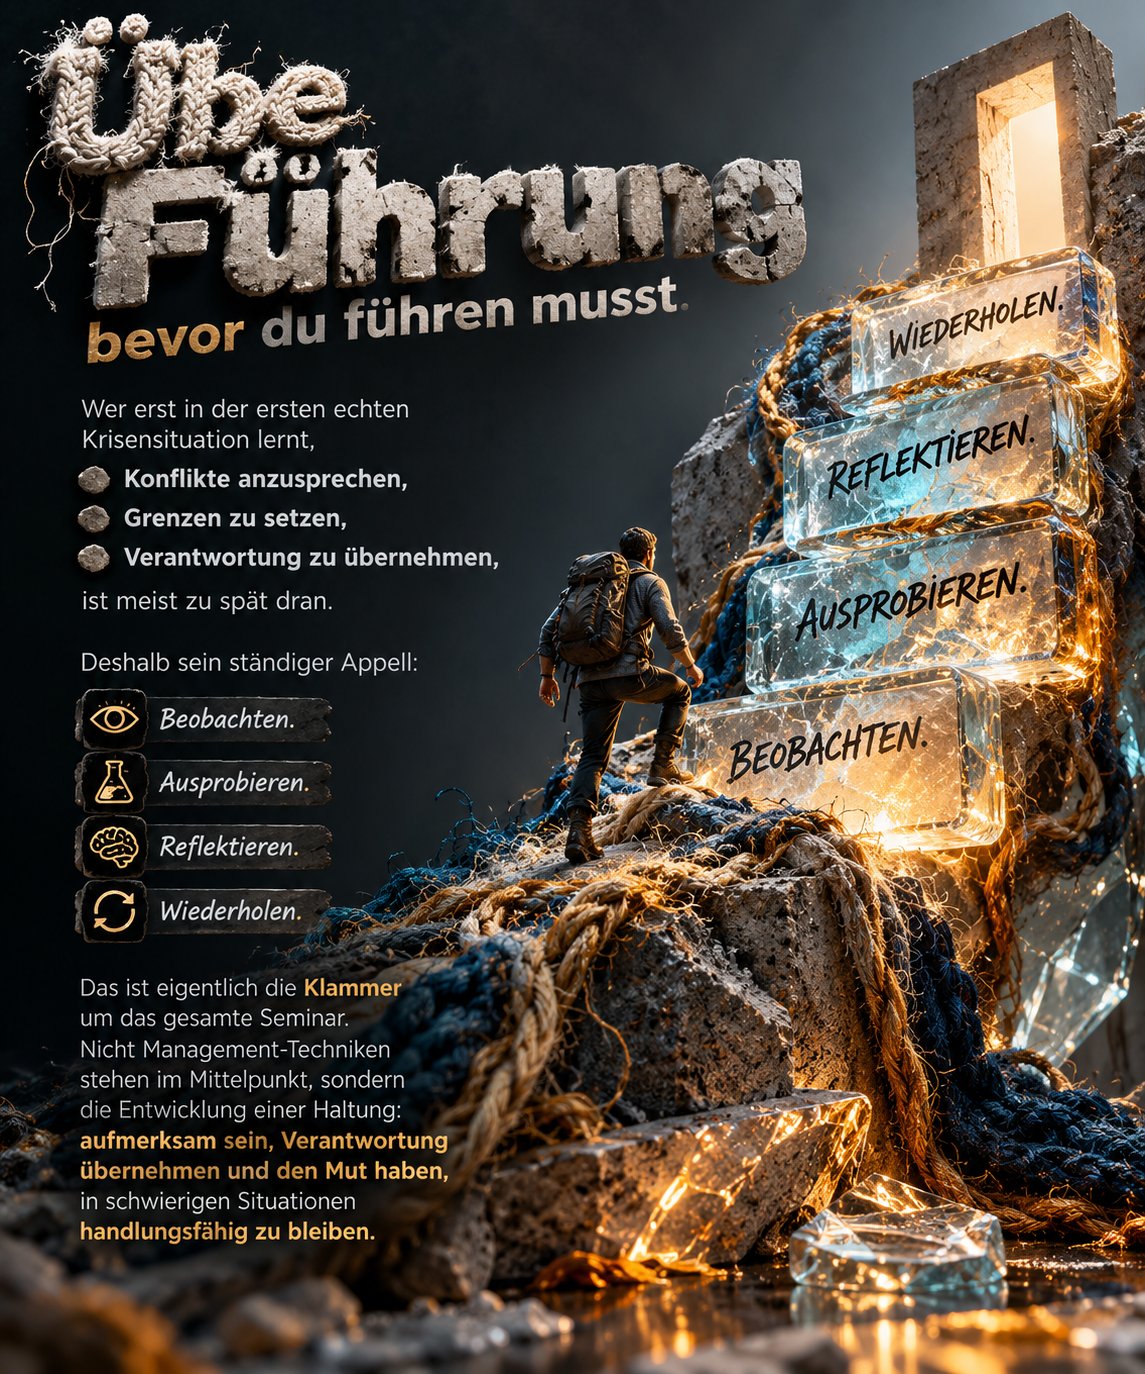 Übe
Führung
bevor du führen musst.
Wer erst in der ersten echten
Krisensituation lernt,
Konflikte anzusprechen,
Grenzen zu setzen,
Verantwortung zu übernehmen,
ist meist zu spät dran.
Deshalb sein ständiger Appell:
Beobachten.
Ausprobieren.
Reflektieren.
Wiederholen.
Das ist eigentlich die Klammer
um das gesamte Seminar.
Nicht Management-Techniken
stehen im Mittelpunkt, sondern
die Entwicklung einer Haltung:
aufmerksam sein, Verantwortung
übernehmen und den Mut haben,
in schwierigen Situationen
handlungsfähig zu bleiben.
WIEDERHOLEN.
REFLEKTIEREN.
AUSPROBIEREN.
BEOBACHTEN.